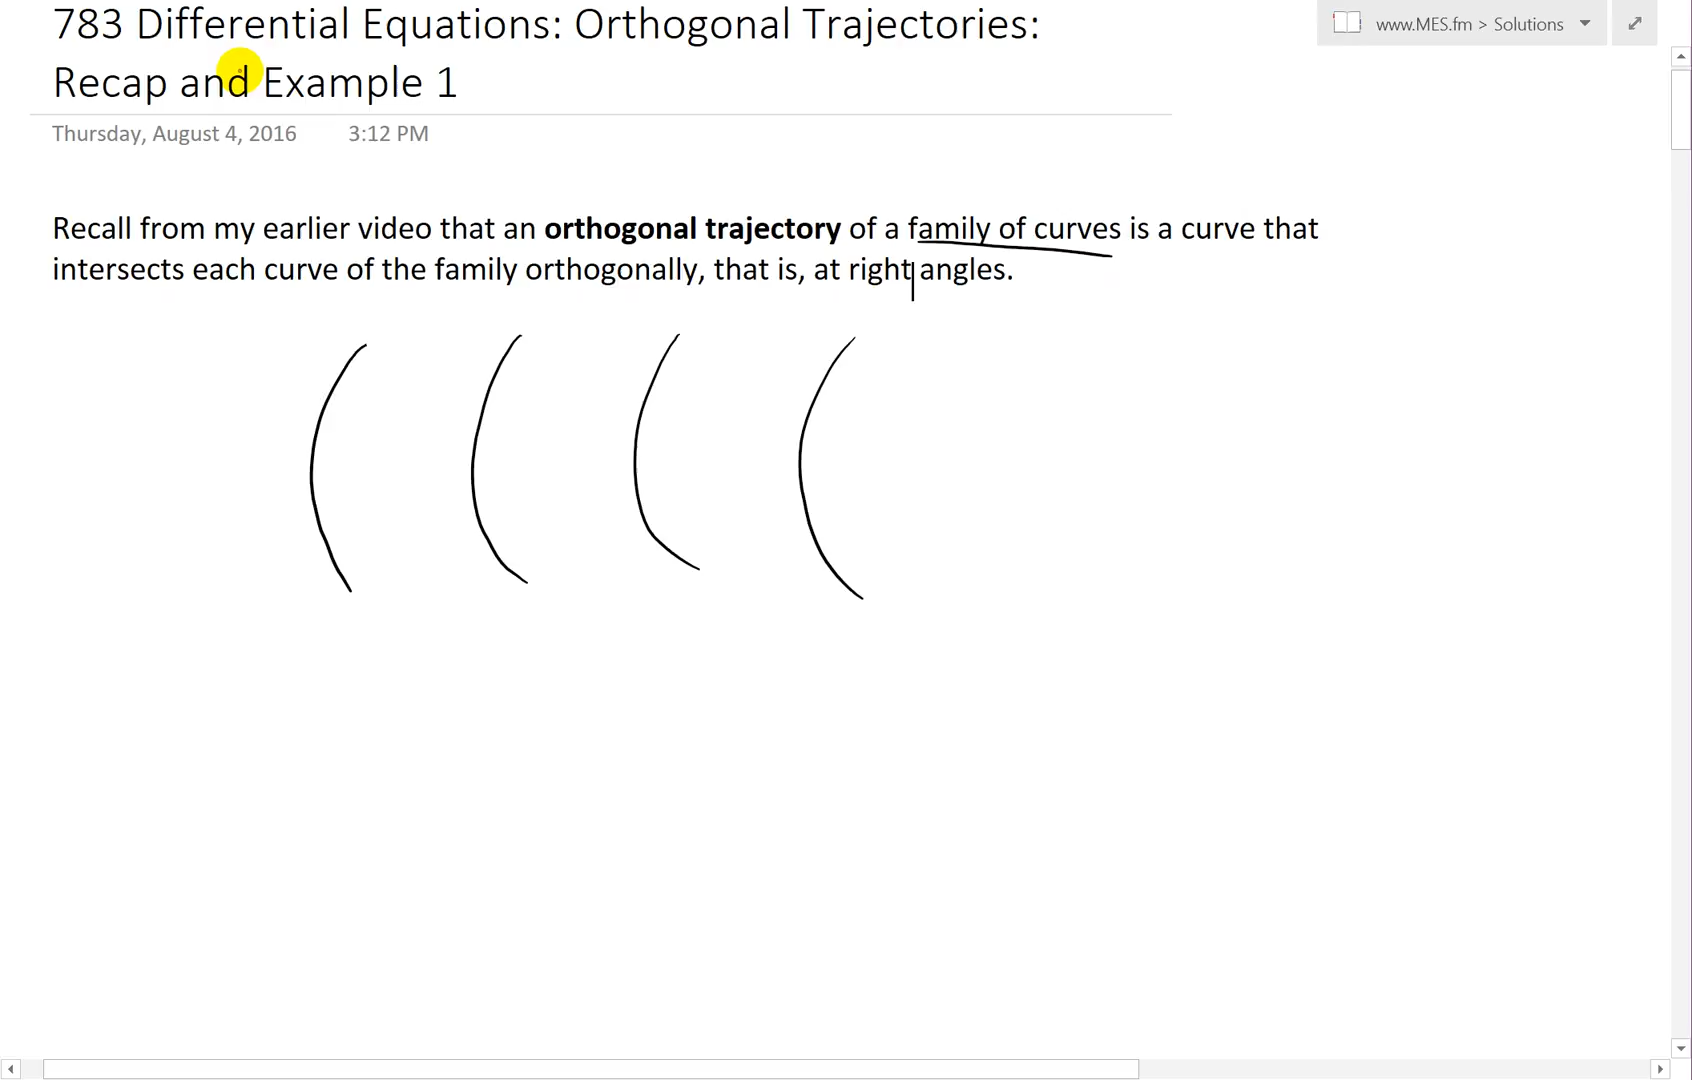 783 Differential Equations: Orthogonal Trajectories:
Recap and Example 1
www.MES.fm > Solutions
Thursday, August 4, 2016 3:12 PM
Recall from my earlier video that an orthogonal trajectory of a family of curves is a curve that
intersects each curve of the family orthogonally, that is, at right angles.